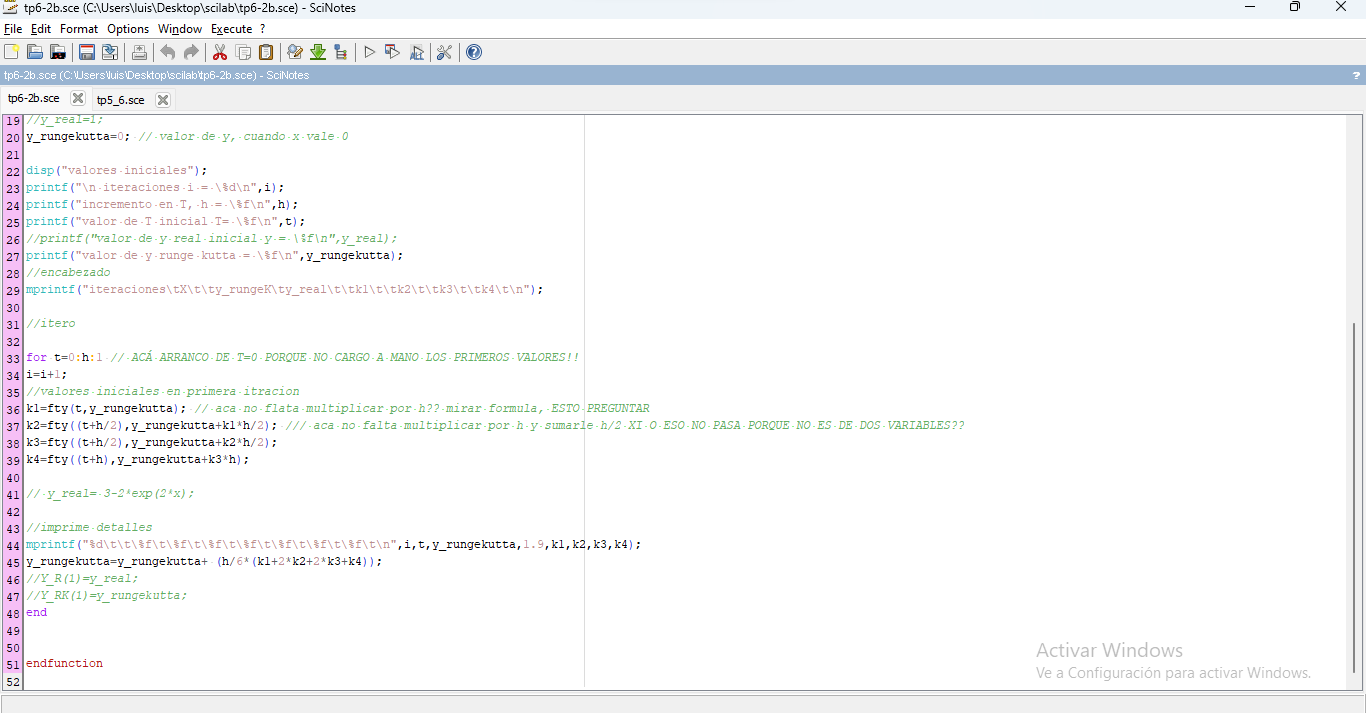 tp6-2b.sce (C:\Users\luis\Desktop\scilab\tp6-2b.sce) - SciNotes
File Edit Format Options Window Execute ?
tp6-2b.sce (C:\Users\luis\Desktop\scilab\tp6-2b.sce) - SciNotes ?
tp6-2b.sce tp5_6.sce
19 //y_real=1;
20 y_rungekutta=0; // valor de y, cuando x vale 0
21
22 disp("valores iniciales");
23 printf("\n iteraciones i = \%d\n",i);
24 printf("incremento en T, h = \%f\n",h);
25 printf("valor de T inicial T= \%f\n",t);
26 //printf("valor de y real inicial y = \%f\n",y_real);
27 printf("valor de y runge kutta = \%f\n",y_rungekutta);
28 //encabezado
29 mprintf("iteraciones\tX\t\ty_rungeK\ty_real\t\tk1\t\tk2\t\tk3\t\tk4\t\n");
30
31 //itero
32
33 for t=0:h:1 // ACÁ ARRANCO DE T=0 PORQUE NO CARGO A MANO LOS PRIMEROS VALORES!!
34 i=i+1;
35 //valores iniciales en primera itracion
36 k1=fty(t,y_rungekutta); // aca no flata multiplicar por h?? mirar formula, ESTO PREGUNTAR
37 k2=fty((t+h/2),y_rungekutta+k1*h/2); /// aca no falta multiplicar por h y sumarle h/2 XI O ESO NO PASA PORQUE NO ES DE DOS VARIABLES??
38 k3=fty((t+h/2),y_rungekutta+k2*h/2);
39 k4=fty((t+h),y_rungekutta+k3*h);
40
41 // y_real= 3-2*exp(2*x);
42
43 //imprime detalles
44 mprintf("%d\t\t\%f\t\%f\t\%f\t\%f\t\%f\t\%f\t\%f\t\n",i,t,y_rungekutta,1.9,k1,k2,k3,k4);
45 y_rungekutta=y_rungekutta+ (h/6*(k1+2*k2+2*k3+k4));
46 //Y_R(1)=y_real;
47 //Y_RK(1)=y_rungekutta;
48 end
49
50
51 endfunction
52
Activar Windows
Ve a Configuración para activar Windows.